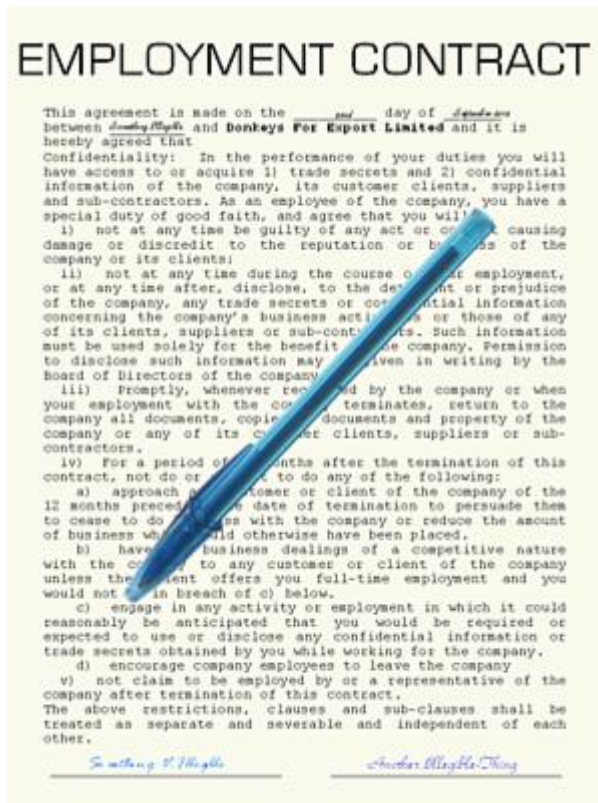 EMPLOYMENT CONTRACT
This agreement is made on the day of
between Something Illegible and Donkeys For Export Limited and it is
hereby agreed that
Confidentiality: In the performance of your duties you will
have access to or acquire 1) trade secrets and 2) confidential
information of the company, its customer clients, suppliers
and sub-contractors. As an employee of the company, you have a
special duty of good faith, and agree that you will
i) not at any time be guilty of any act or causing
damage or discredit to the reputation or of the
company or its clients;
ii) not at any time during the course employment,
or at any time after, disclose, to the or prejudice
of the company, any trade secrets or information
concerning the company's business or those of any
of its clients, suppliers or Such information
must be used solely for the benefit company. Permission
to disclose such information may in writing by the
Board of Directors of the company
iii) Promptly, whenever by the company or when
your employment with the terminates, return to the
company all documents, documents and property of the
company or any of its clients, suppliers or sub-
contractors.
iv) For a period of after the termination of this
contract, not do or to do any of the following:
a) approach or client of the company of the
12 months date of termination to persuade them
to cease to do with the company or reduce the amount
of business otherwise have been placed.
b) have business dealings of a competitive nature
with the to any customer or client of the company
unless the offers you full-time employment and you
would not in breach of c) below.
c) engage in any activity or employment in which it could
reasonably be anticipated that you would be required or
expected to use or disclose any confidential information or
trade secrets obtained by you while working for the company.
d) encourage company employees to leave the company
v) not claim to be employed by or a representative of the
company after termination of this contract.
The above restrictions, clauses and sub-clauses shall be
treated as separate and severable and independent of each
other.
Something V. Illegible Another Illegible-Thing